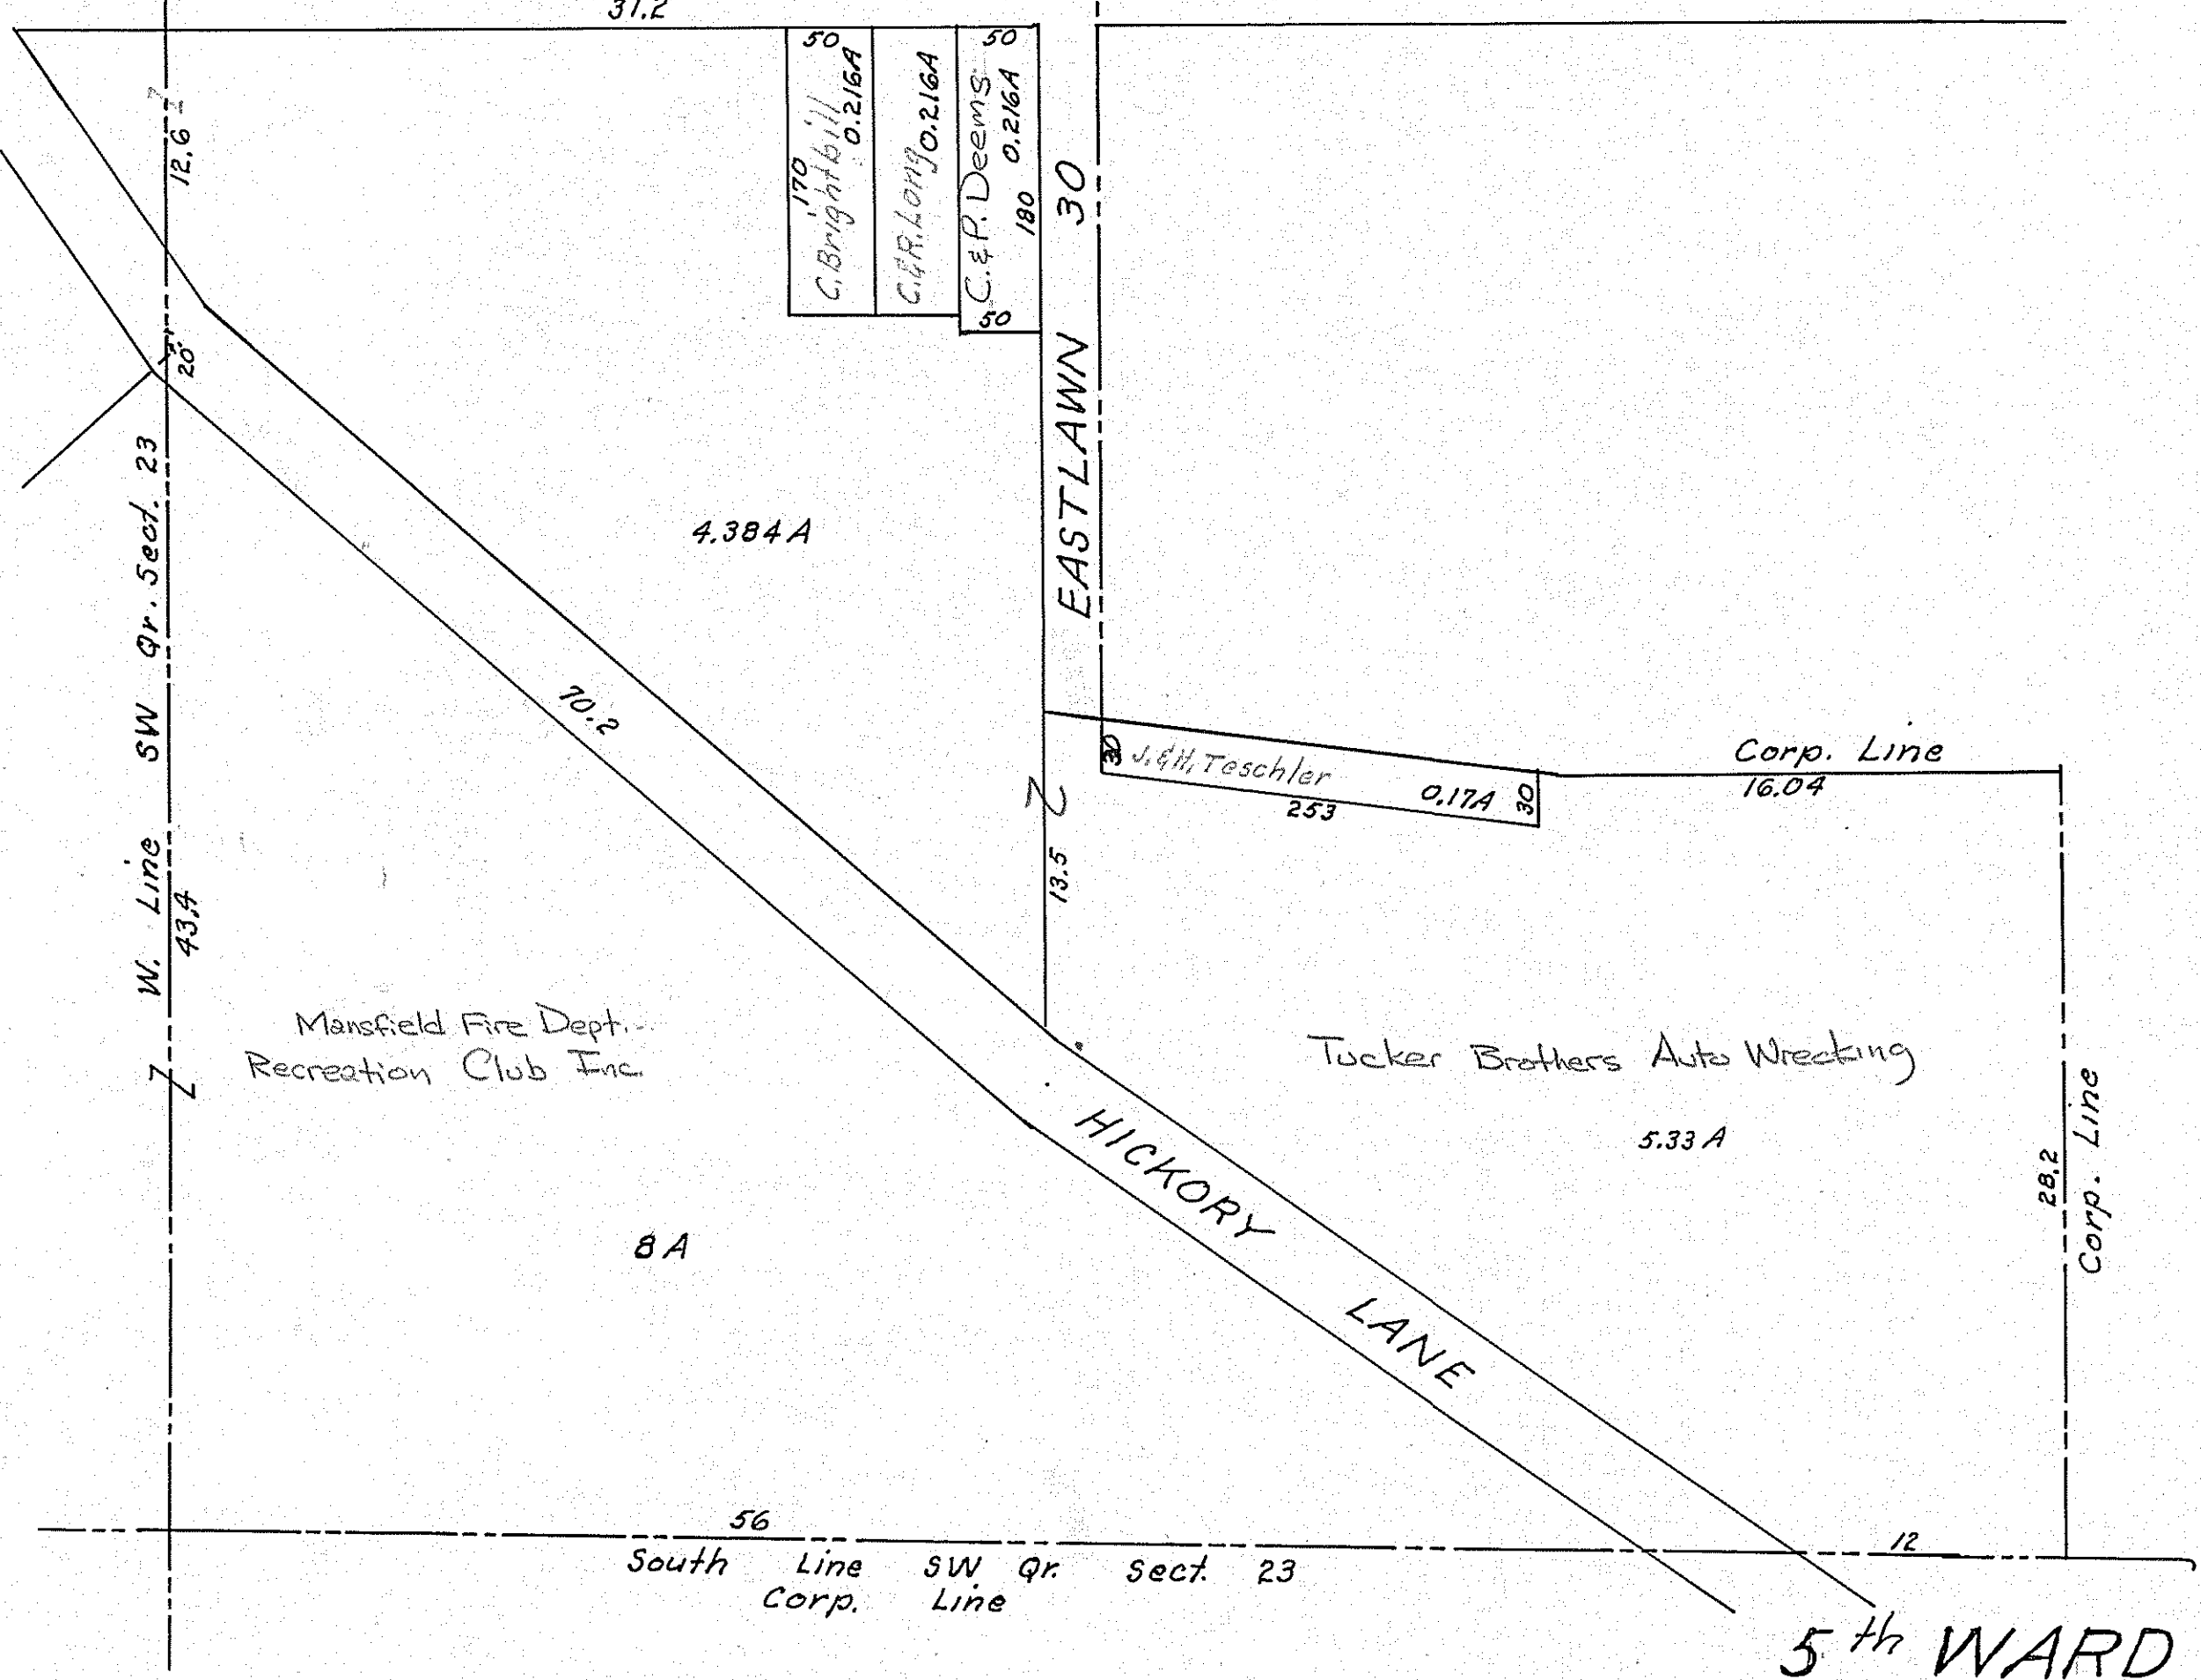 31.2
50
170
C. Brightbill
0.216A
C. & R. Long
0.216A
50
C. & P. Deems
0.216A
180
50
EASTLAWN 30
12.6
20
W. Line SW Qr. Sect. 23
43.A
4.384 A
70.2
13.5
30
J. & H. Teschler
253
0.17A
30
Corp. Line
16.04
Mansfield Fire Dept.
Recreation Club Inc.
8 A
Tucker Brothers Auto Wrecking
5.33 A
HICKORY LANE
28.2
Corp. Line
56
12
South Line SW Qr. Sect. 23
Corp. Line
5th WARD